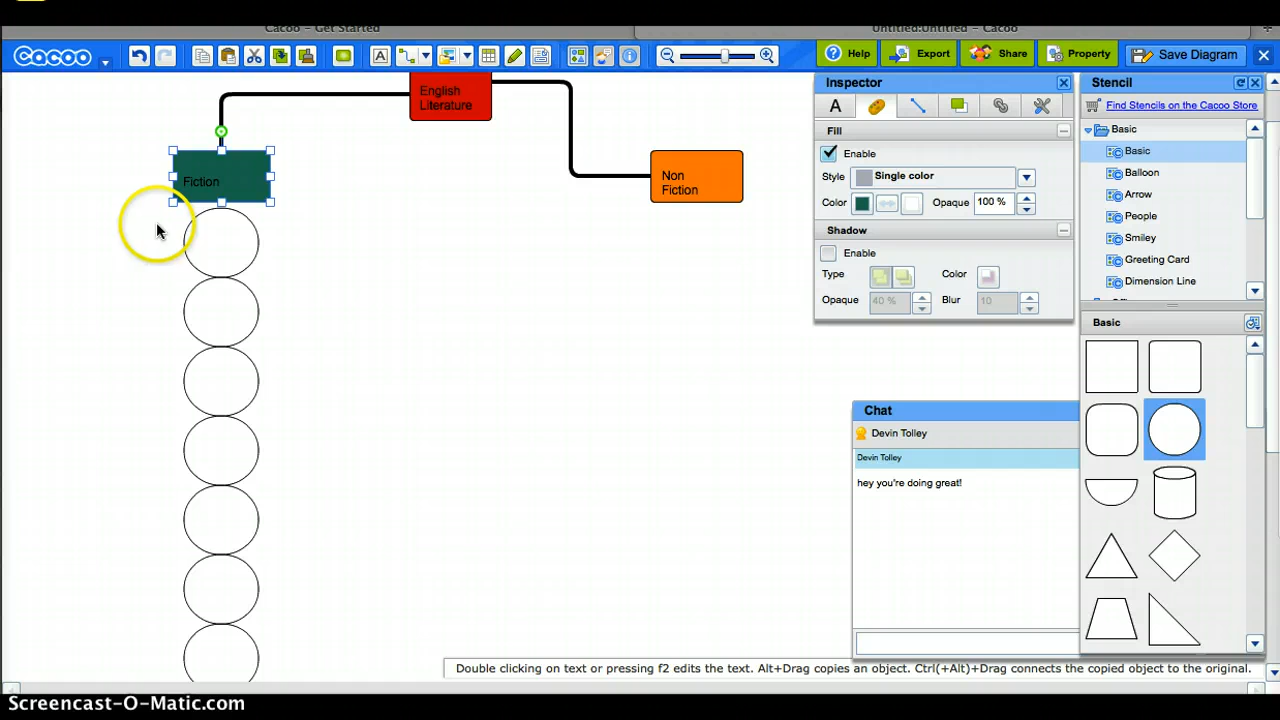 Cacoo - Get Started
Untitled:Untitled - Cacoo
Cacoo
Help
Export
Share
Property
Save Diagram
English
Literature
Fiction
Non
Fiction
Inspector
A
Fill
Enable
Style
Single color
Color
Opaque
100 %
Shadow
Enable
Type
Color
Opaque
40 %
Blur
10
Stencil
Find Stencils on the Cacoo Store
Basic
Basic
Balloon
Arrow
People
Smiley
Greeting Card
Dimension Line
Basic
Chat
Devin Tolley
Devin Tolley
hey you're doing great!
Double clicking on text or pressing f2 edits the text. Alt+Drag copies an object. Ctrl(+Alt)+Drag connects the copied object to the original.
Screencast-O-Matic.com